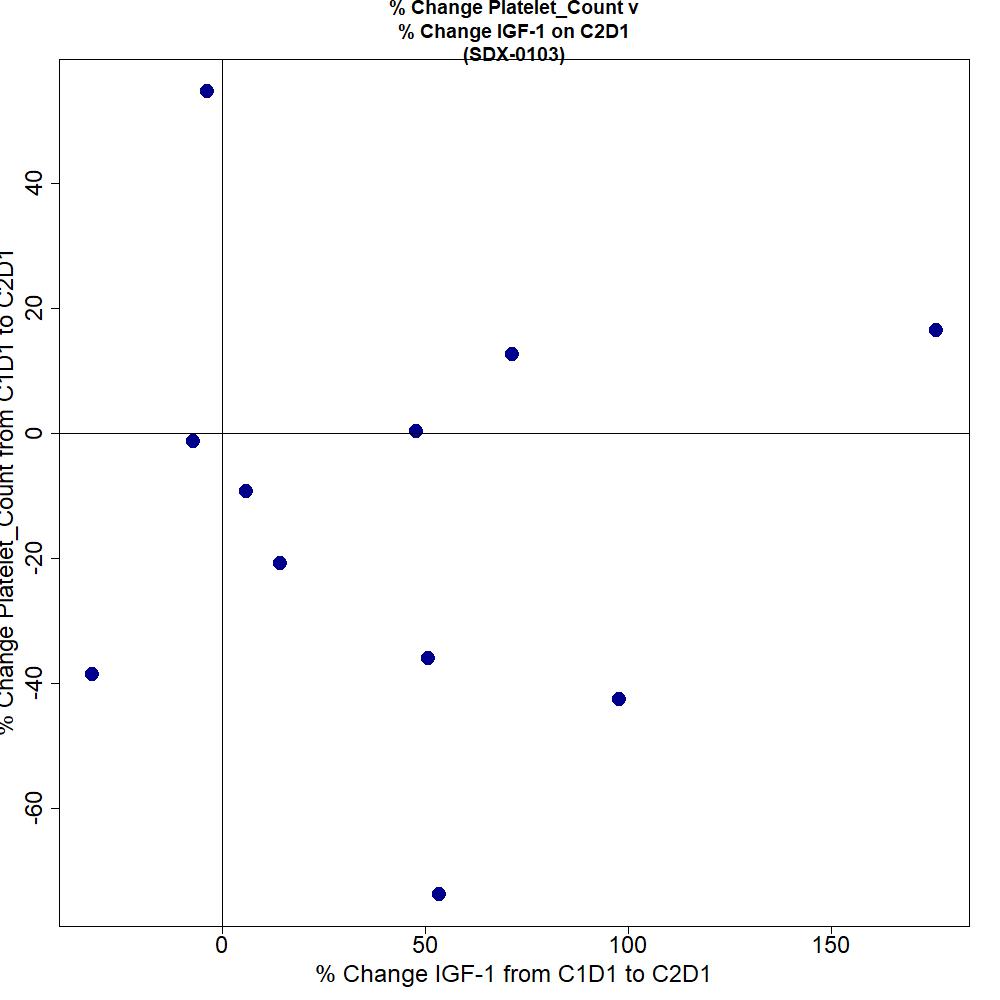 % Change Platelet_Count v
% Change IGF-1 on C2D1
(SDX-0103)
% Change Platelet_Count from C1D1 to C2D1
40
20
0
-20
-40
-60
0
50
100
150
% Change IGF-1 from C1D1 to C2D1